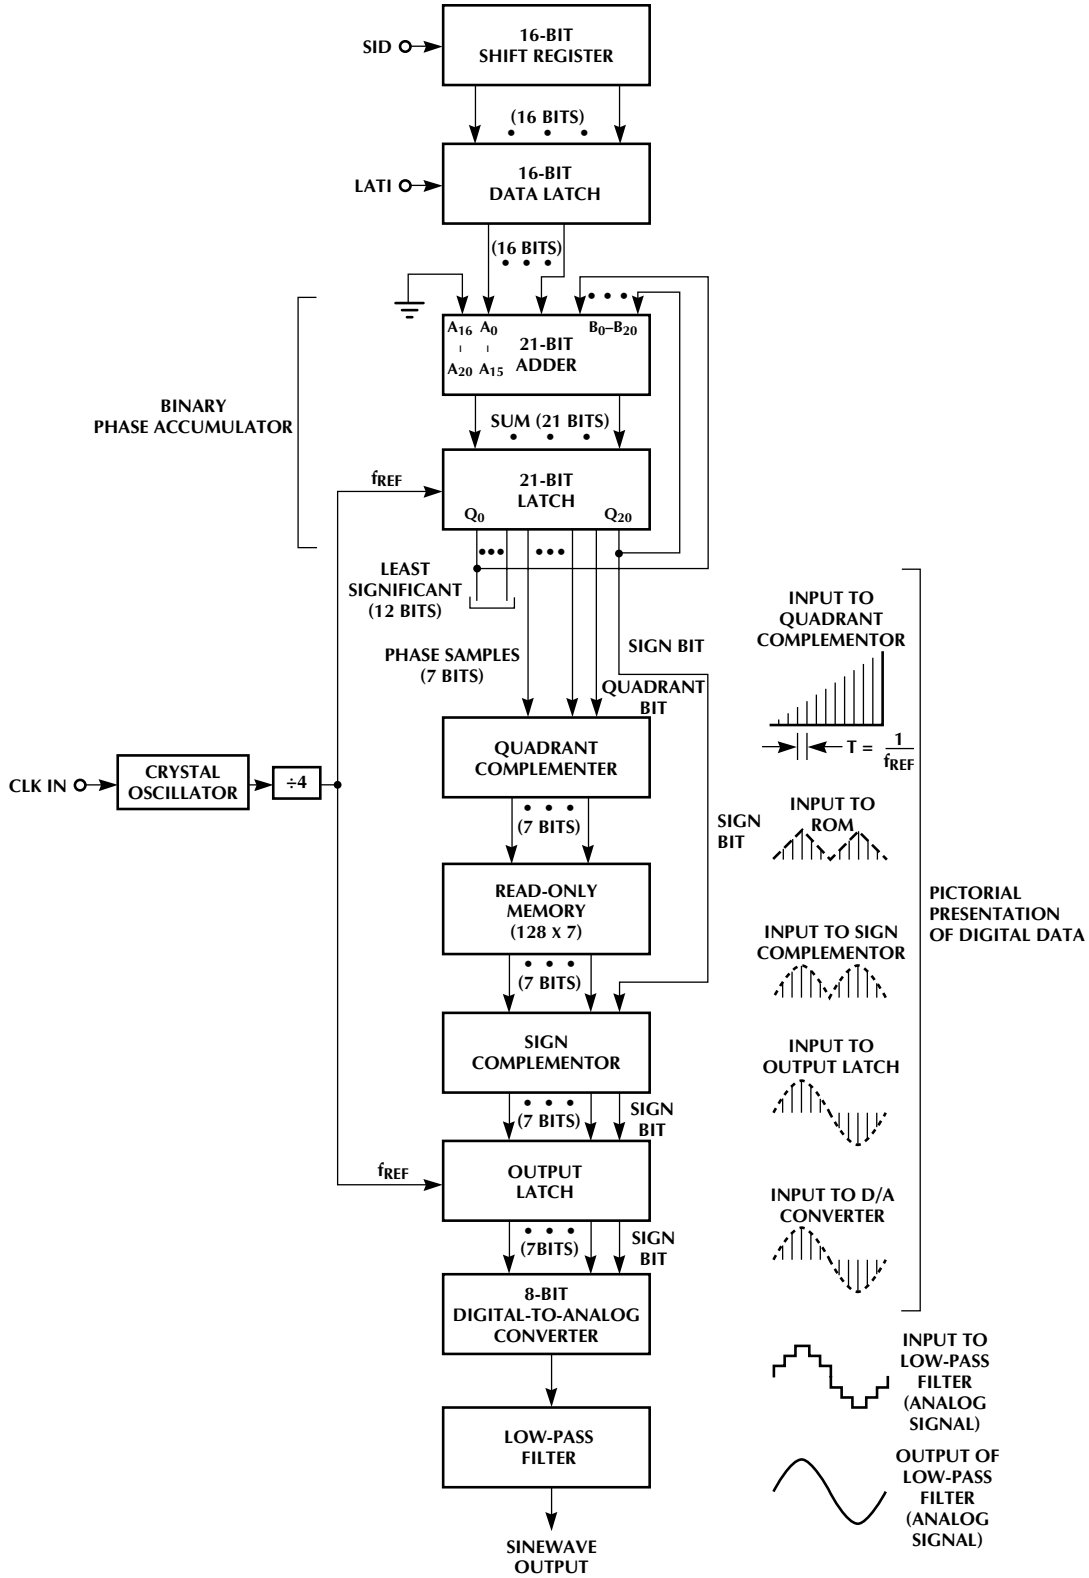 SID
16-BIT
SHIFT REGISTER
(16 BITS)
LATI
16-BIT
DATA LATCH
(16 BITS)
A16 A0
B0–B20
21-BIT
ADDER
A20 A15
BINARY
PHASE ACCUMULATOR
SUM (21 BITS)
fREF
21-BIT
LATCH
Q0
Q20
LEAST
SIGNIFICANT
(12 BITS)
PHASE SAMPLES
(7 BITS)
SIGN BIT
QUADRANT
BIT
QUADRANT
COMPLEMENTER
CLK IN
CRYSTAL
OSCILLATOR
÷4
(7 BITS)
SIGN
BIT
READ-ONLY
MEMORY
(128 x 7)
(7 BITS)
SIGN
COMPLEMENTOR
(7 BITS)
SIGN
BIT
fREF
OUTPUT
LATCH
(7BITS)
SIGN
BIT
8-BIT
DIGITAL-TO-ANALOG
CONVERTER
LOW-PASS
FILTER
SINEWAVE
OUTPUT
INPUT TO
QUADRANT
COMPLEMENTOR
T = 1
fREF
INPUT TO
ROM
INPUT TO SIGN
COMPLEMENTOR
INPUT TO
OUTPUT LATCH
INPUT TO D/A
CONVERTER
PICTORIAL
PRESENTATION
OF DIGITAL DATA
INPUT TO
LOW-PASS
FILTER
(ANALOG
SIGNAL)
OUTPUT OF
LOW-PASS
FILTER
(ANALOG
SIGNAL)